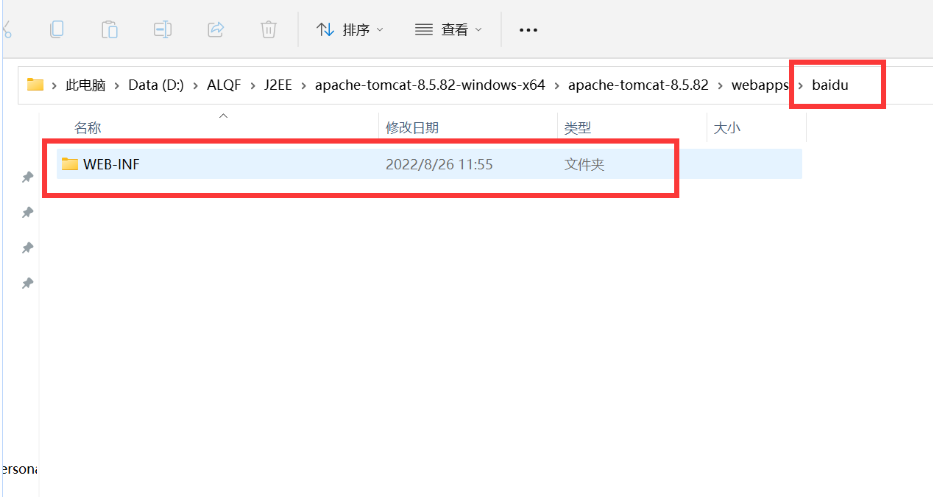 排序 查看
此电脑 Data (D:) ALQF J2EE apache-tomcat-8.5.82-windows-x64 apache-tomcat-8.5.82 webapps baidu
名称 修改日期 类型 大小
WEB-INF 2022/8/26 11:55 文件夹
ersona